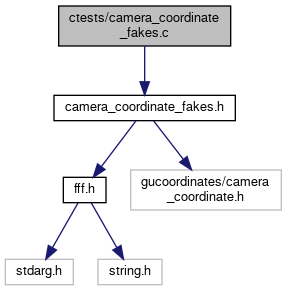 ctests/camera_coordinate
_fakes.c
camera_coordinate_fakes.h
fff.h
gucoordinates/camera
_coordinate.h
stdarg.h
string.h